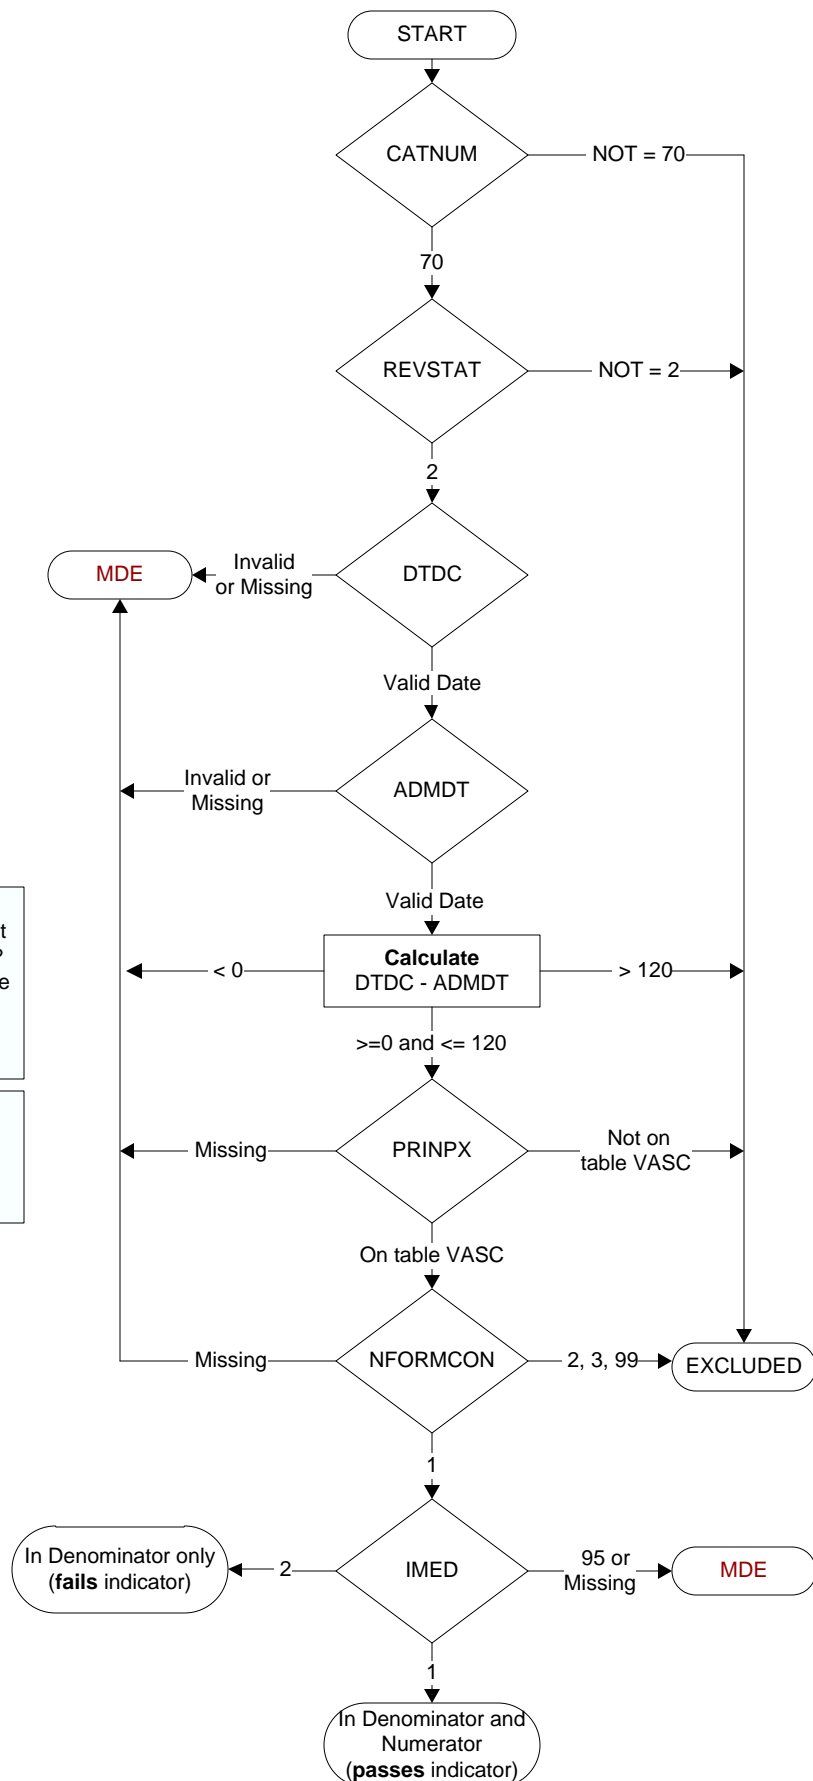 START
CATNUM
NOT = 70
70
REVSTAT
NOT = 2
2
MDE
Invalid
or Missing
DTDC
Valid Date
Invalid or
Missing
ADMDT
Valid Date
Calculate
DTDC - ADMDT
< 0
> 120
>=0 and <= 120
Missing
PRINPX
Not on
table VASC
On table VASC
Missing
NFORMCON
2, 3, 99
EXCLUDED
1
In Denominator only
(fails indicator)
2
IMED
95 or
Missing
MDE
1
In Denominator and
Numerator
(passes indicator)